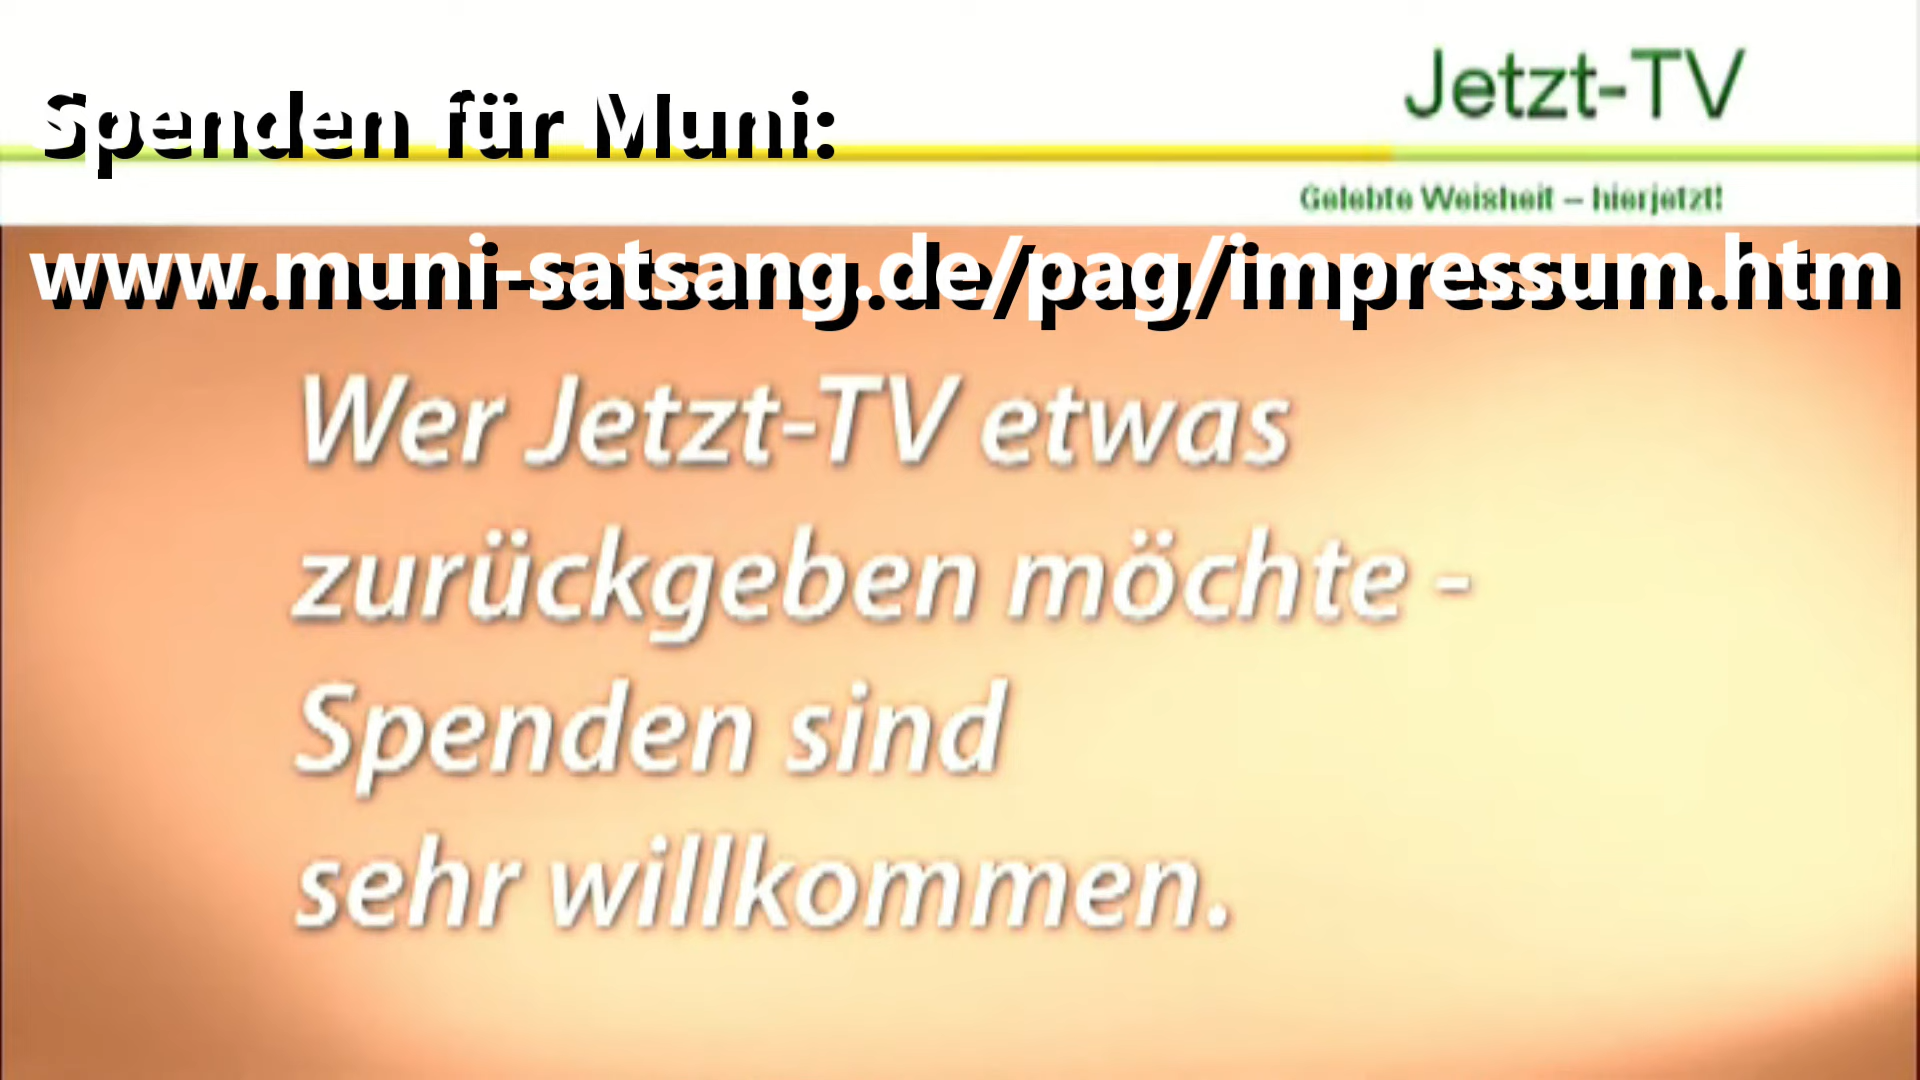 Jetzt-TV
Spenden für Muni:
Gelebte Weisheit – hierjetzt!
www.muni-satsang.de/pag/impressum.htm
Wer Jetzt-TV etwas
zurückgeben möchte -
Spenden sind
sehr willkommen.